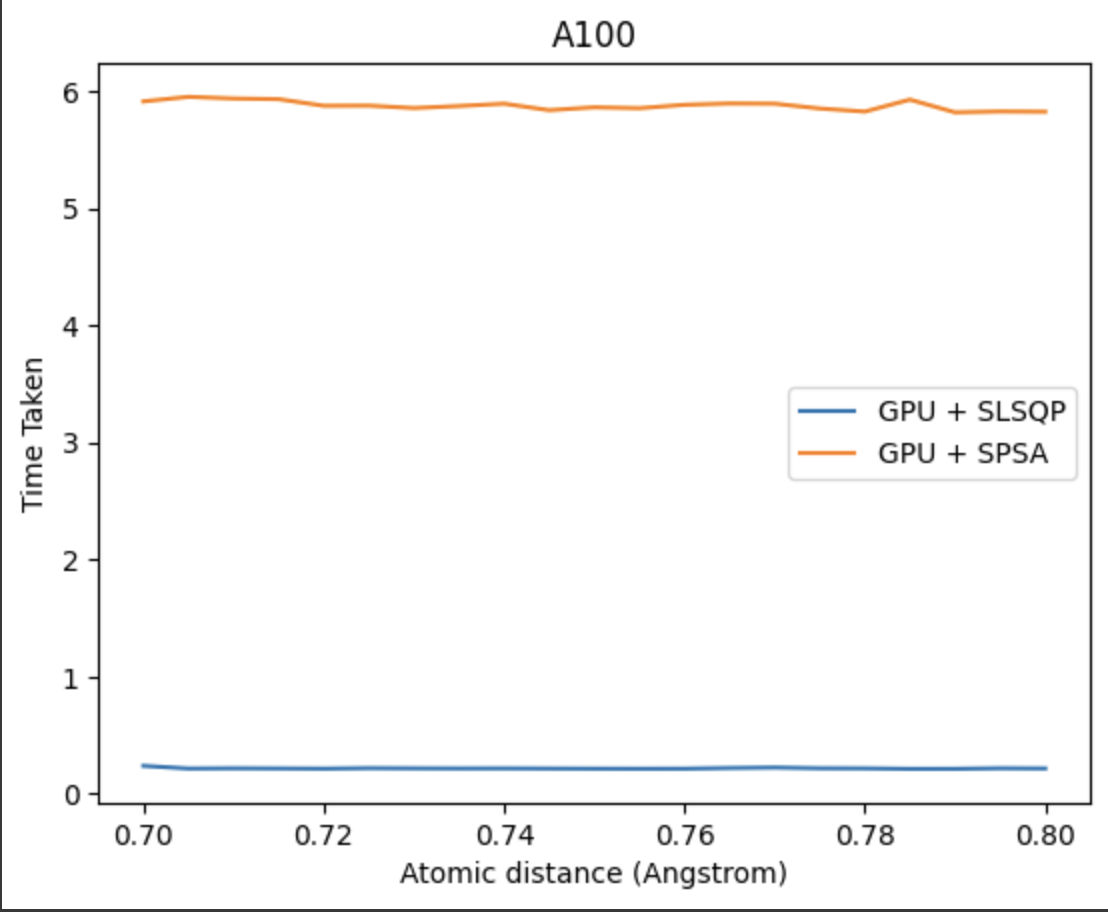 A100
6
5
4
3
2
1
0
Time Taken
GPU + SLSQP
GPU + SPSA
0.70 0.72 0.74 0.76 0.78 0.80
Atomic distance (Angstrom)